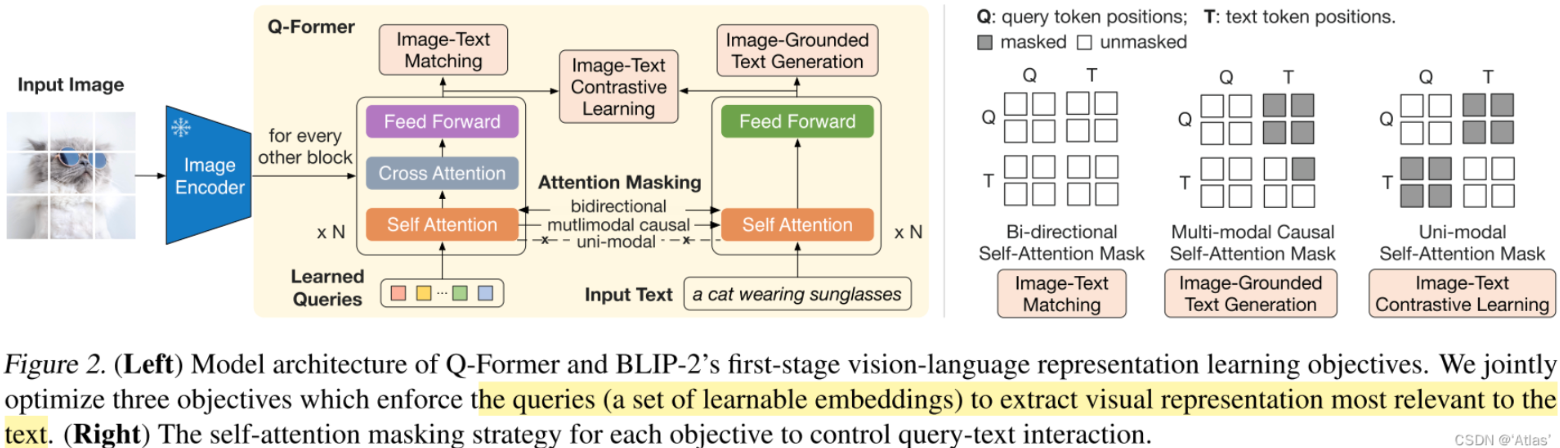 Q-Former
Input Image
Image
Encoder
for every
other block
Image-Text
Matching
Image-Text
Contrastive
Learning
Image-Grounded
Text Generation
Feed Forward
Cross Attention
Self Attention
x N
Attention Masking
bidirectional
mutlimodal causal
uni-modal
x
x
Feed Forward
Self Attention
x N
Learned
Queries
...
Input Text
a cat wearing sunglasses
Q: query token positions; T: text token positions.
masked unmasked
Q T
Q
T
Bi-directional
Self-Attention Mask
Image-Text
Matching
Q T
Q
T
Multi-modal Causal
Self-Attention Mask
Image-Grounded
Text Generation
Q T
Q
T
Uni-modal
Self-Attention Mask
Image-Text
Contrastive Learning
Figure 2. (Left) Model architecture of Q-Former and BLIP-2's first-stage vision-language representation learning objectives. We jointly
optimize three objectives which enforce the queries (a set of learnable embeddings) to extract visual representation most relevant to the
text. (Right) The self-attention masking strategy for each objective to control query-text interaction.
CSDN @'Atlas'